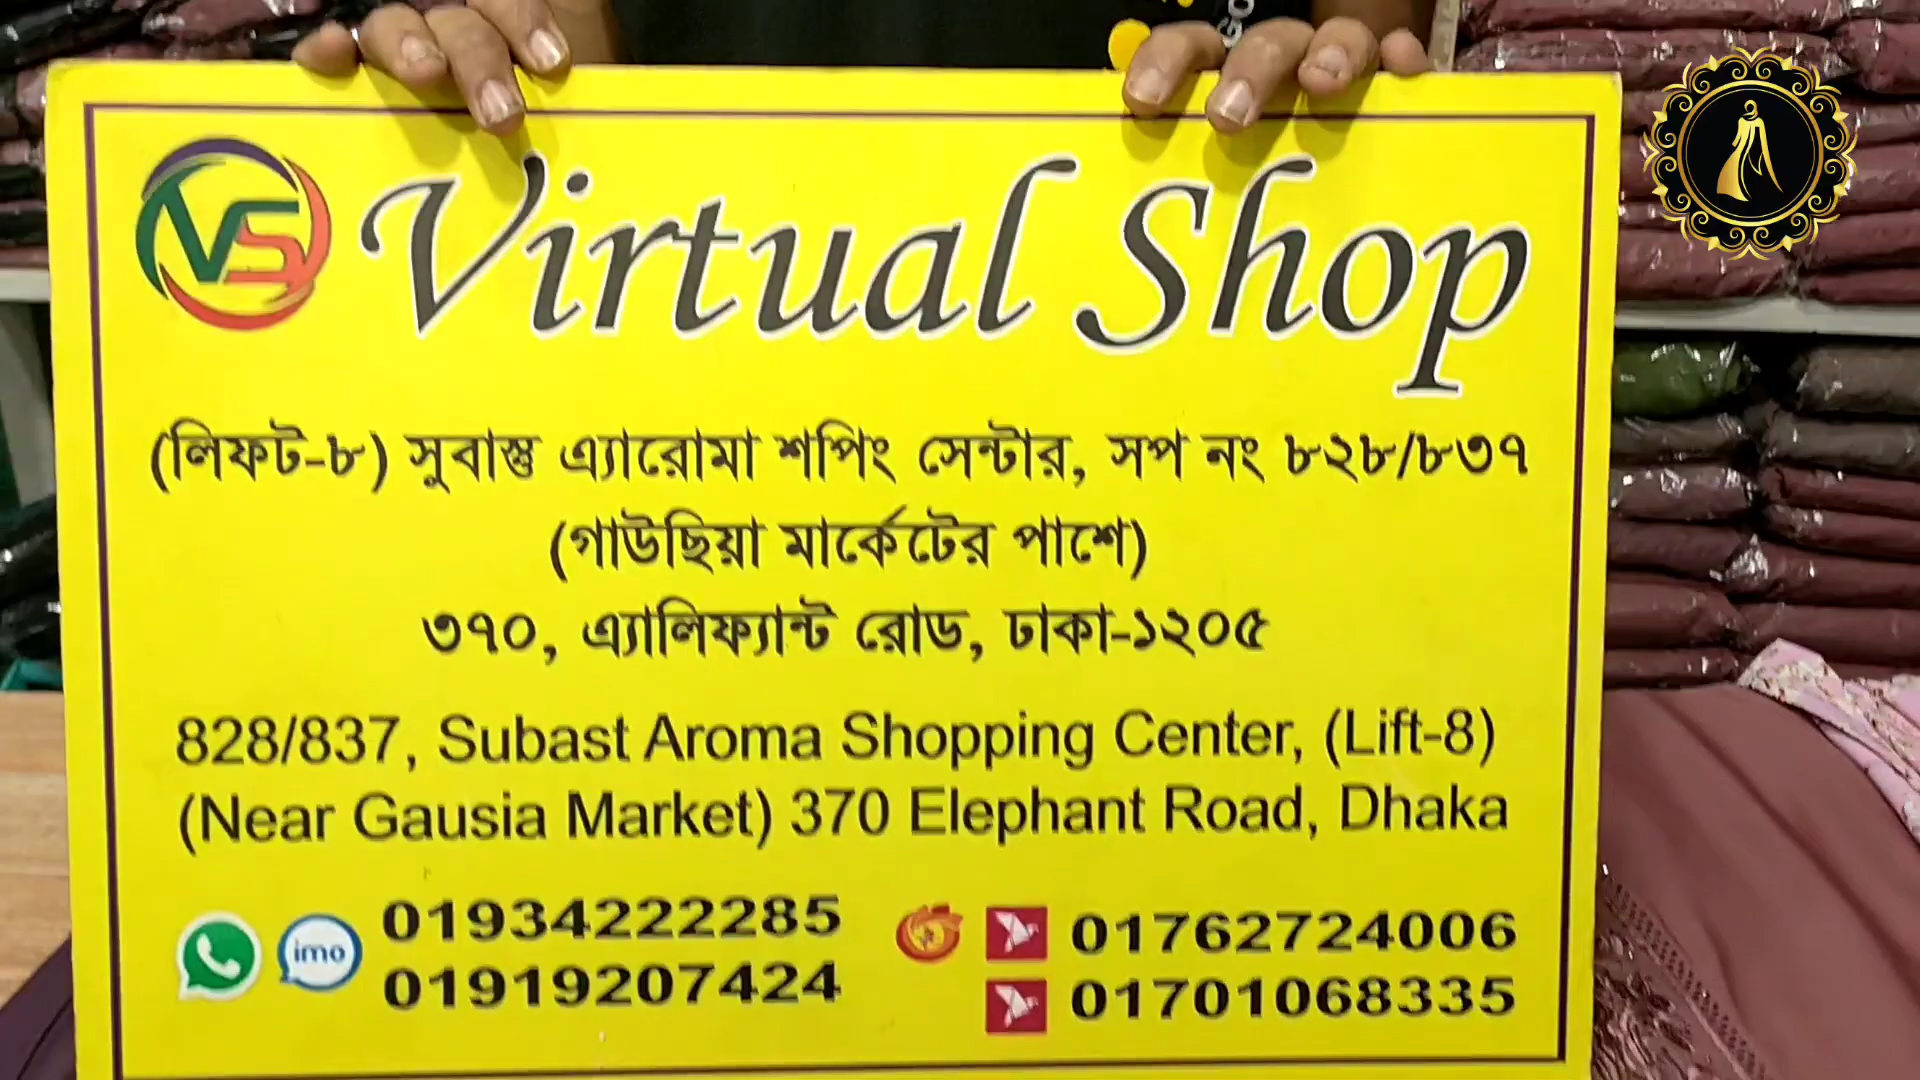 VS Virtual Shop
(লিফট-৮) সুবাস্তু এ্যারোমা শপিং সেন্টার, সপ নং ৮২৮/৮৩৭
(গাউছিয়া মার্কেটের পাশে)
৩৭০, এ্যালিফ্যান্ট রোড, ঢাকা-১২০৫
828/837, Subast Aroma Shopping Center, (Lift-8)
(Near Gausia Market) 370 Elephant Road, Dhaka
imo 01934222285
01919207424
01762724006
01701068335